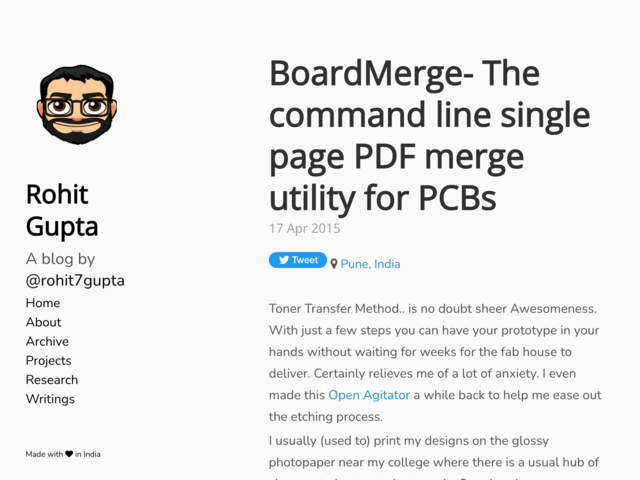 Rohit
Gupta
A blog by
@rohit7gupta
Home
About
Archive
Projects
Research
Writings
Made with in India
BoardMerge- The
command line single
page PDF merge
utility for PCBs
17 Apr 2015
Tweet
Pune, India
Toner Transfer Method.. is no doubt sheer Awesomeness.
With just a few steps you can have your prototype in your
hands without waiting for weeks for the fab house to
deliver. Certainly relieves me of a lot of anxiety. I even
made this Open Agitator a while back to help me ease out
the etching process.
I usually (used to) print my designs on the glossy
photopaper near my college where there is a usual hub of